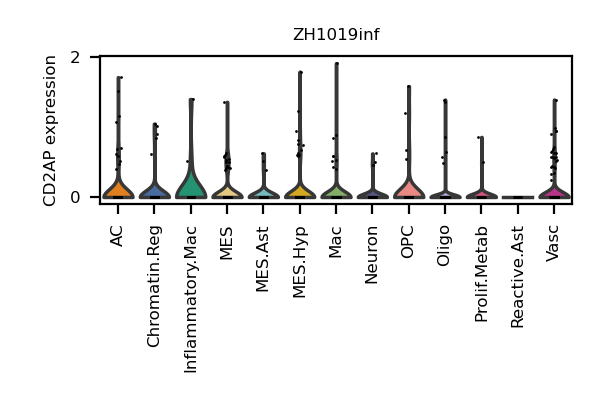 ZH1019inf
CD2AP expression
2
0
AC
Chromatin.Reg
Inflammatory.Mac
MES
MES.Ast
MES.Hyp
Mac
Neuron
OPC
Oligo
Prolif.Metab
Reactive.Ast
Vasc